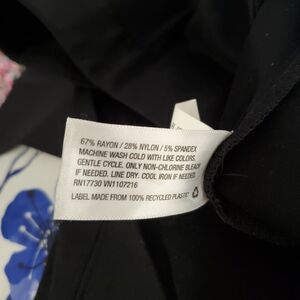 67% RAYON / 28% NYLON / 5% SPANDEX
MACHINE WASH COLD WITH LIKE COLORS.
GENTLE CYCLE. ONLY NON-CHLORINE BLEACH
IF NEEDED. LINE DRY. COOL IRON IF NEEDED.
RN17730 VN1107216
LABEL MADE FROM 100% RECYCLED PLASTIC